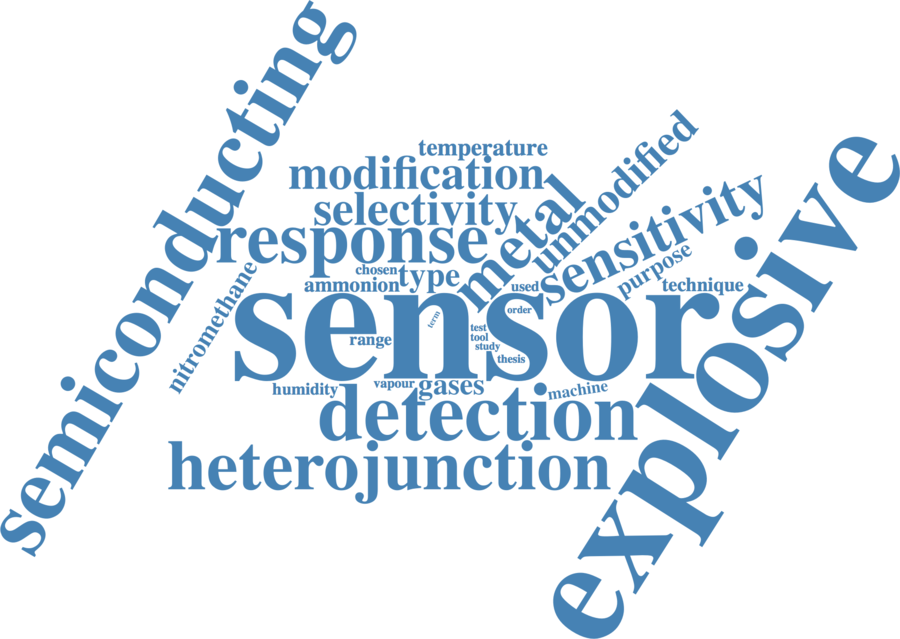 semiconducting
temperature
modification
unmodified
explosive
selectivity
metal
sensitivity
response
purpose
chosen
type
nitromethane
ammonion
used
technique
sensor
term
order
test
range
tool
study
thesis
humidity
vapour
gases
machine
detection
heterojunction